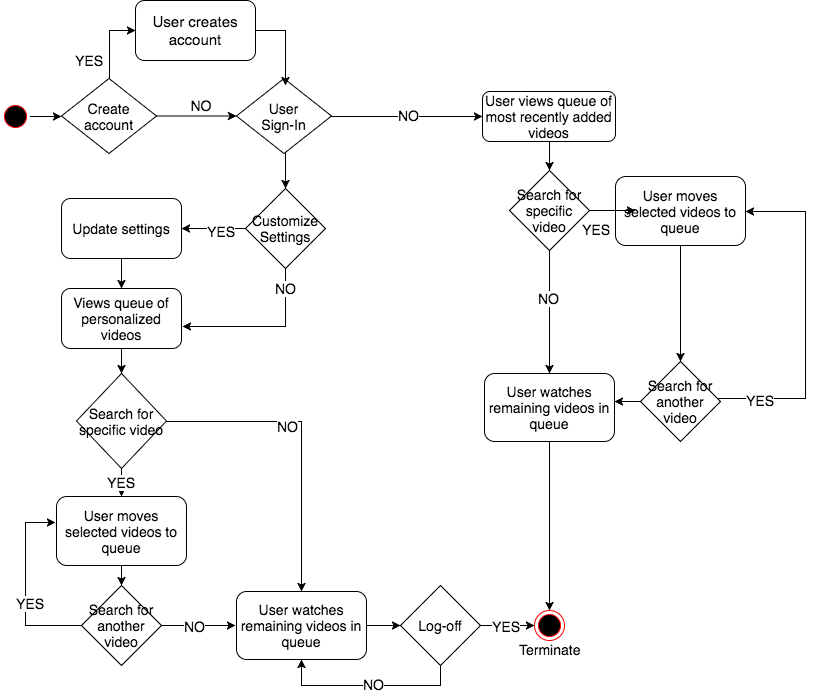 User creates
account
YES
Create
account
NO
User
Sign-In
NO
User views queue of
most recently added
videos
Search for
specific
video
YES
User moves
selected videos to
queue
Customize
Settings
YES
Update settings
NO
Views queue of
personalized
videos
NO
Search for
specific video
NO
YES
User watches
remaining videos in
queue
Search for
another
video
YES
User moves
selected videos to
queue
YES
Search for
another
video
NO
User watches
remaining videos in
queue
Log-off
YES
Terminate
NO